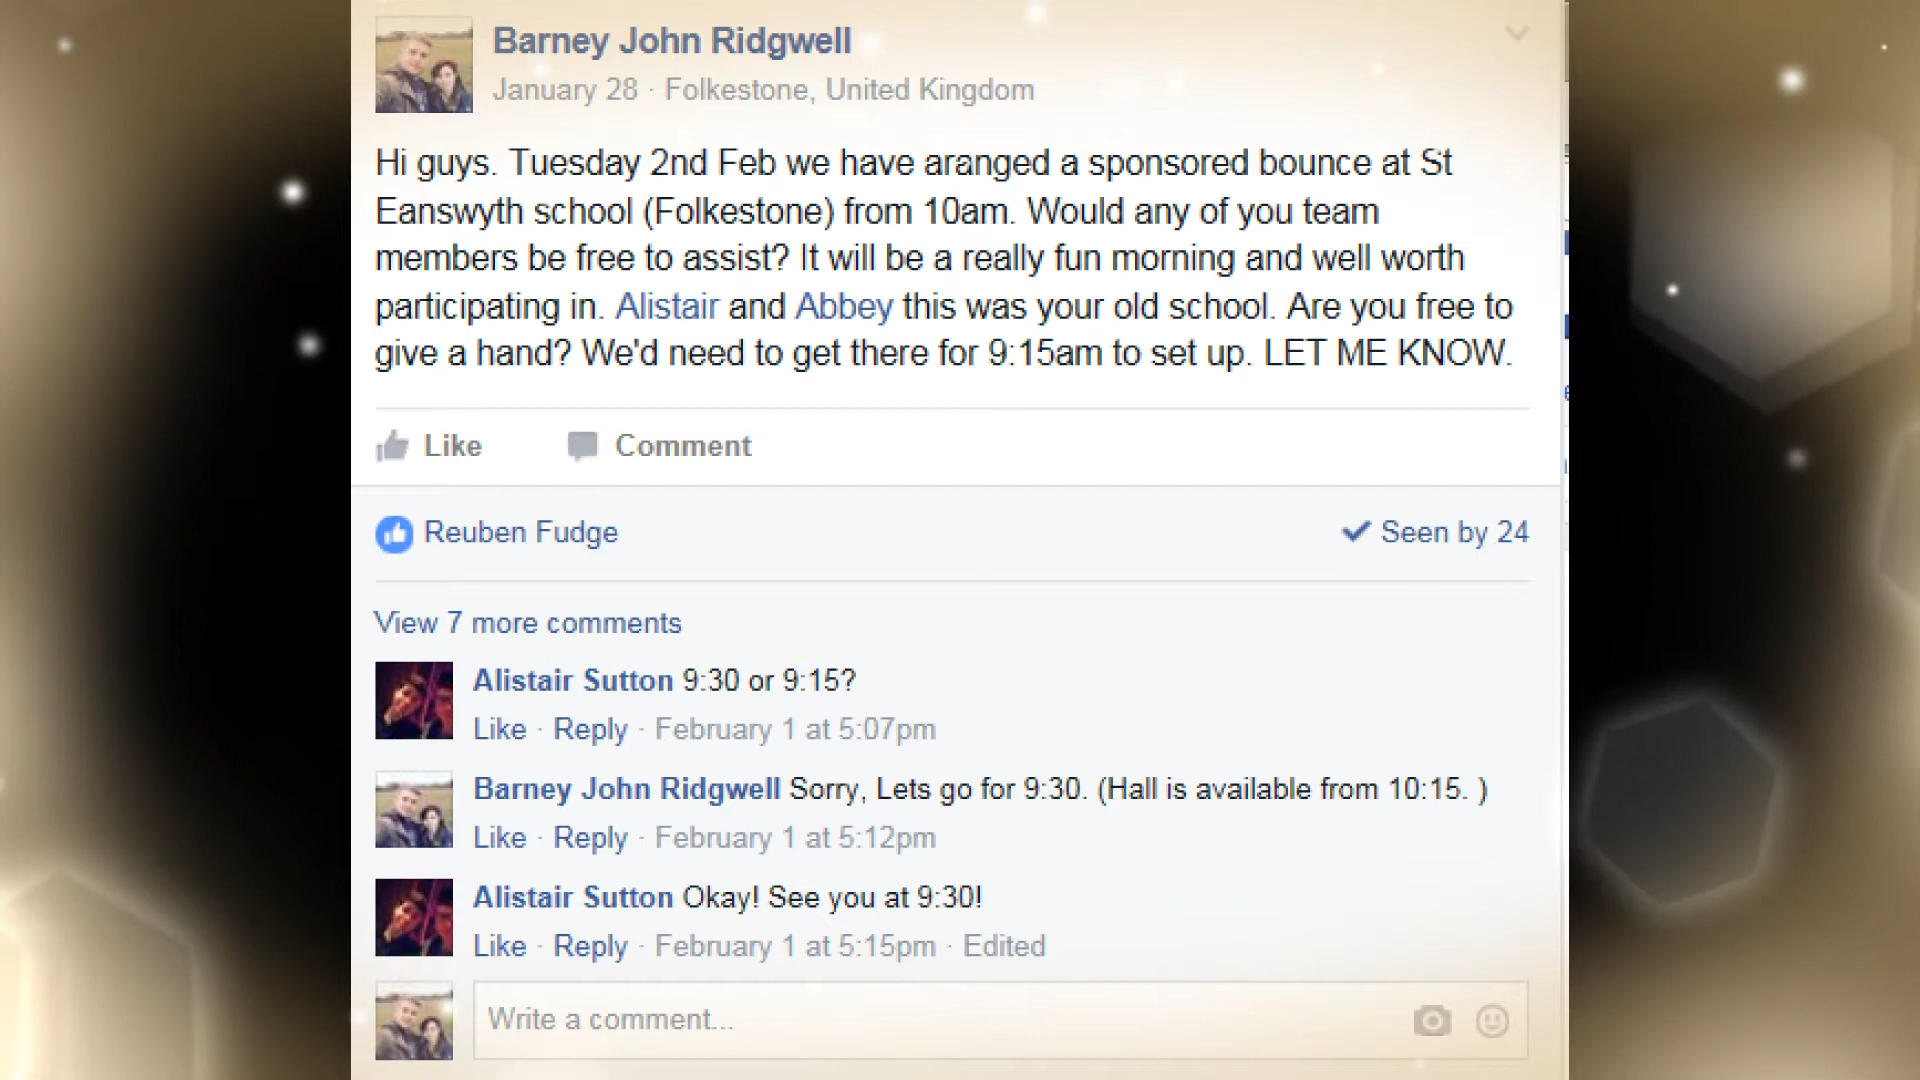 Barney John Ridgwell
January 28 · Folkestone, United Kingdom
Hi guys. Tuesday 2nd Feb we have aranged a sponsored bounce at St
Eanswyth school (Folkestone) from 10am. Would any of you team
members be free to assist? It will be a really fun morning and well worth
participating in. Alistair and Abbey this was your old school. Are you free to
give a hand? We'd need to get there for 9:15am to set up. LET ME KNOW.
Like Comment
Reuben Fudge Seen by 24
View 7 more comments
Alistair Sutton 9:30 or 9:15?
Like · Reply · February 1 at 5:07pm
Barney John Ridgwell Sorry, Lets go for 9:30. (Hall is available from 10:15. )
Like · Reply · February 1 at 5:12pm
Alistair Sutton Okay! See you at 9:30!
Like · Reply · February 1 at 5:15pm · Edited
Write a comment...